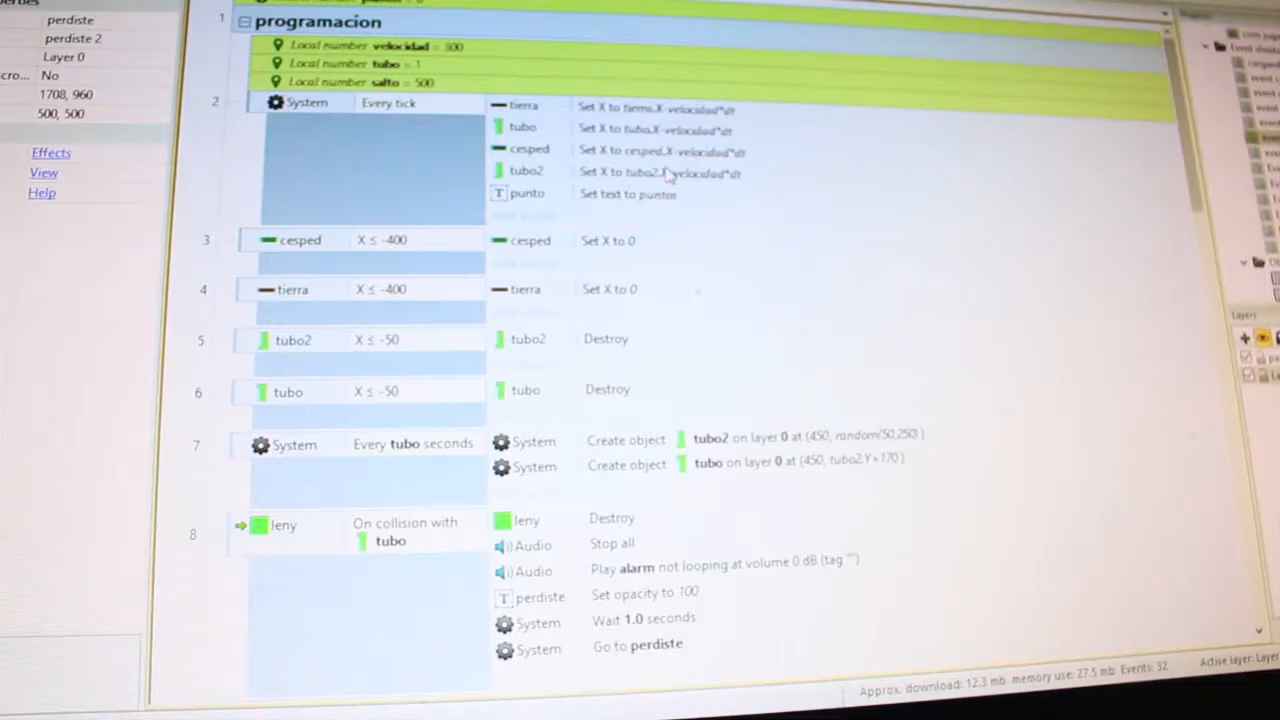 perdiste
perdiste 2
Layer 0
No
1708, 960
500, 500
Effects
View
Help
1 programacion
Local number velocidad = 300
Local number tubo = 1
Local number salto = 500
2 System Every tick tierra Set X to tierra.X-velocidad*dt
tubo Set X to tubo.X-velocidad*dt
cesped Set X to cesped.X-velocidad*dt
tubo2 Set X to tubo2.X-velocidad*dt
T punto Set text to puntos
3 cesped X ≤ -400 cesped Set X to 0
4 tierra X ≤ -400 tierra Set X to 0
5 tubo2 X ≤ -50 tubo2 Destroy
6 tubo X ≤ -50 tubo Destroy
7 System Every tubo seconds System Create object tubo2 on layer 0 at (450, random(50,250))
System Create object tubo on layer 0 at (450, tubo2.Y+170)
8 leny On collision with tubo leny Destroy
Audio Stop all
Audio Play alarm not looping at volume 0 dB (tag "")
T perdiste Set opacity to 100
System Wait 1.0 seconds
System Go to perdiste
Layers
Approx. download: 12.3 mb memory use: 27.5 mb Events: 32 Active layer: Layer